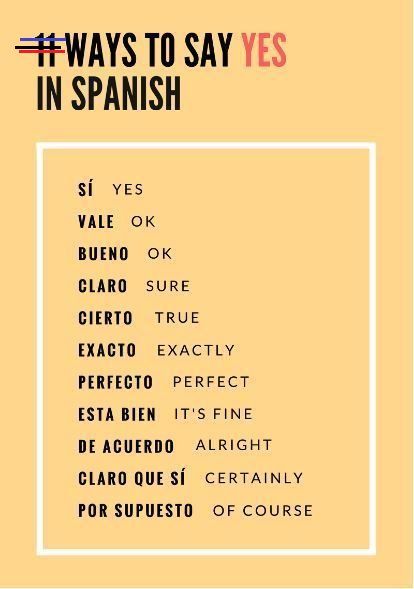 11 WAYS TO SAY YES
IN SPANISH
SÍ YES
VALE OK
BUENO OK
CLARO SURE
CIERTO TRUE
EXACTO EXACTLY
PERFECTO PERFECT
ESTA BIEN IT'S FINE
DE ACUERDO ALRIGHT
CLARO QUE SÍ CERTAINLY
POR SUPUESTO OF COURSE